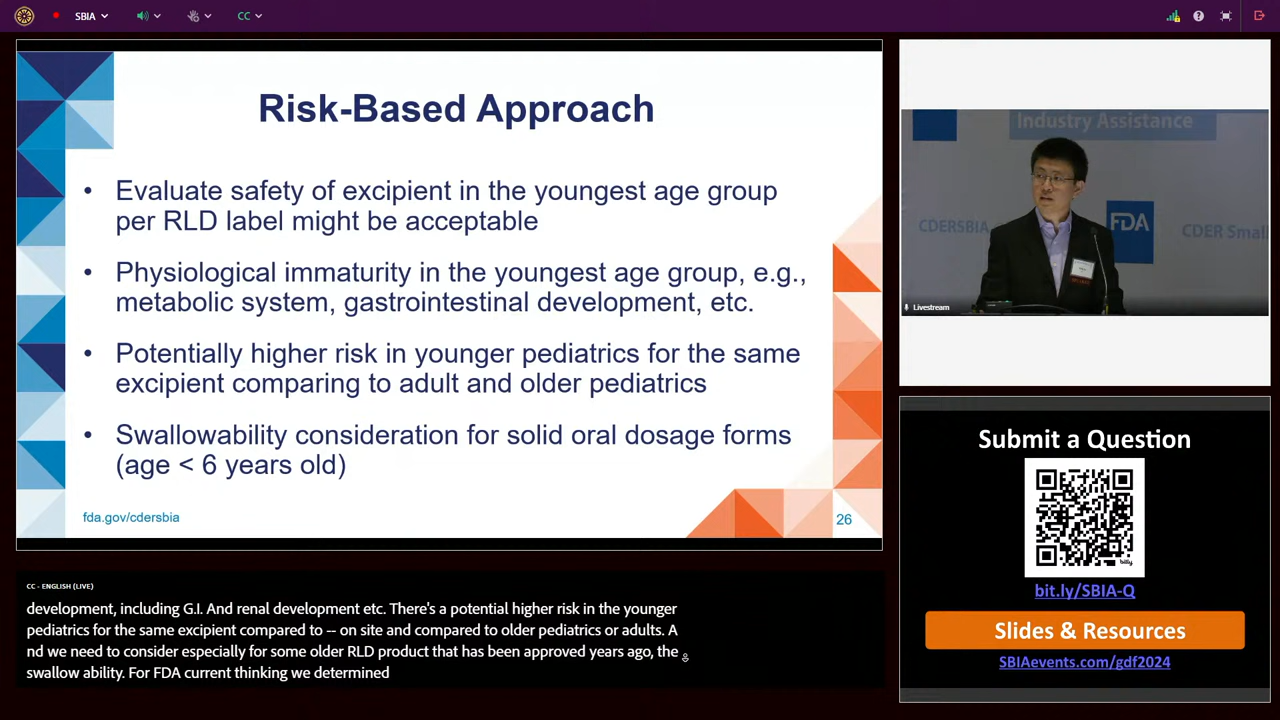 SBIA
CC
Risk-Based Approach
• Evaluate safety of excipient in the youngest age group
per RLD label might be acceptable
• Physiological immaturity in the youngest age group, e.g.,
metabolic system, gastrointestinal development, etc.
• Potentially higher risk in younger pediatrics for the same
excipient comparing to adult and older pediatrics
• Swallowability consideration for solid oral dosage forms
(age < 6 years old)
fda.gov/cdersbia
26
Industry Assistance
CDERSBIA
FDA
CDER Smal
Livestream
Submit a Question
bitly
bit.ly/SBIA-Q
Slides & Resources
SBIAevents.com/gdf2024
CC - ENGLISH (LIVE)
development, including G.I. And renal development etc. There's a potential higher risk in the younger
pediatrics for the same excipient compared to -- on site and compared to older pediatrics or adults. A
nd we need to consider especially for some older RLD product that has been approved years ago, the
swallow ability. For FDA current thinking we determined